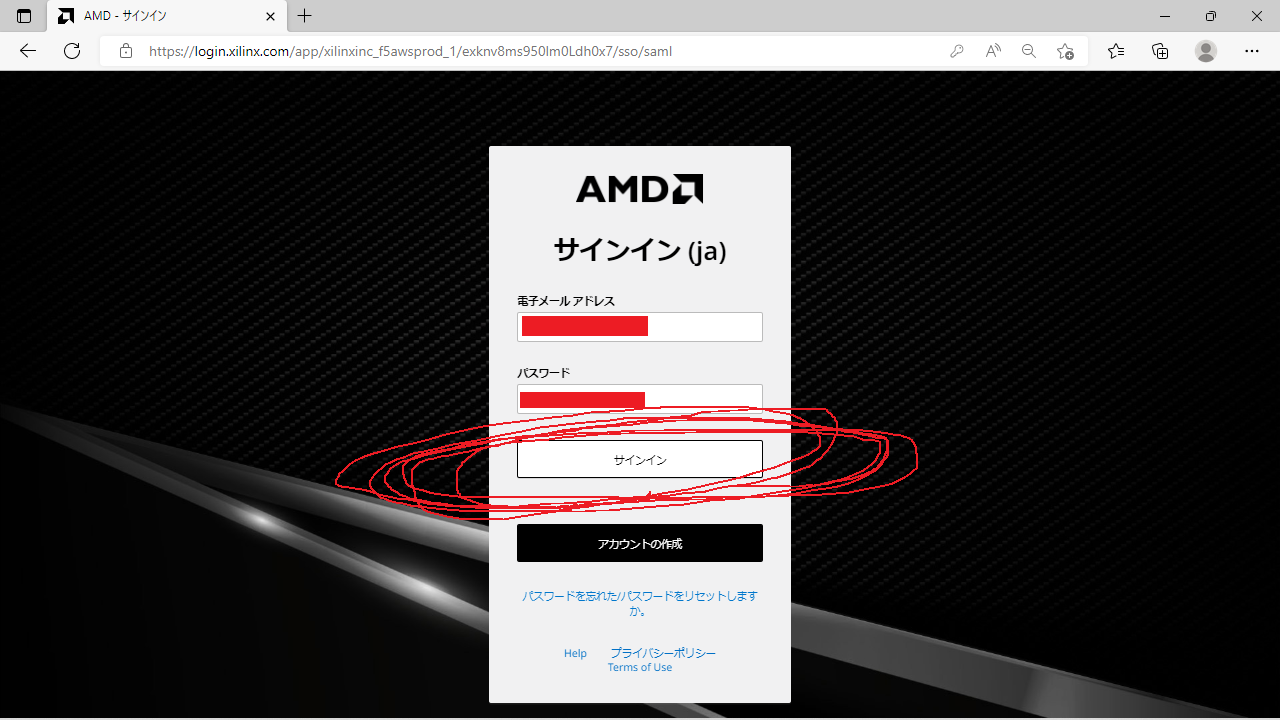 AMD - サインイン
https://login.xilinx.com/app/xilinxinc_f5awsprod_1/exknv8ms950Im0Ldh0x7/sso/saml
AMD
サインイン (ja)
電子メール アドレス
パスワード
サインイン
アカウントの作成
パスワードを忘れた/パスワードをリセットします
か。
Help プライバシーポリシー
Terms of Use